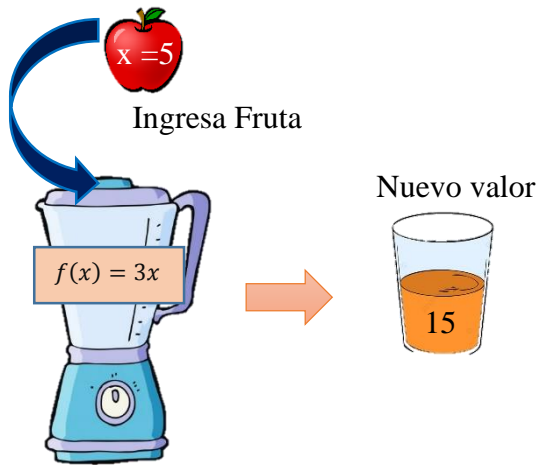 x =5
Ingresa Fruta
Nuevo valor
f(x) = 3x
15